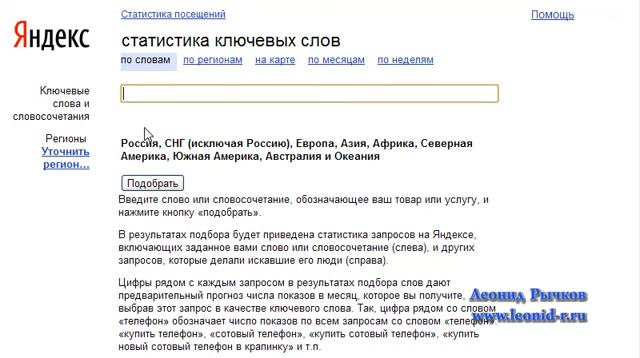 Статистика посещений
Помощь
Яндекс
статистика ключевых слов
по словам по регионам на карте по месяцам по неделям
Ключевые
слова и
словосочетания
Регионы
Уточнить
регион…
Россия, СНГ (исключая Россию), Европа, Азия, Африка, Северная
Америка, Южная Америка, Австралия и Океания
Подобрать
Введите слово или словосочетание, обозначающее ваш товар или услугу, и
нажмите кнопку «подобрать».
В результатах подбора будет приведена статистика запросов на Яндексе,
включающих заданное вами слово или словосочетание (слева), и других
запросов, которые делали искавшие его люди (справа).
Цифры рядом с каждым запросом в результатах подбора слов дают
предварительный прогноз числа показов в месяц, которое вы получите,
выбрав этот запрос в качестве ключевого слова. Так, цифра рядом со словом
«телефон» обозначает число показов по всем запросам со словом «телефон»:
«купить телефон», «сотовый телефон», «купить сотовый телефон», «купить
новый сотовый телефон в крапинку» и т.п.
Леонид Рычков
www.leonid-r.ru